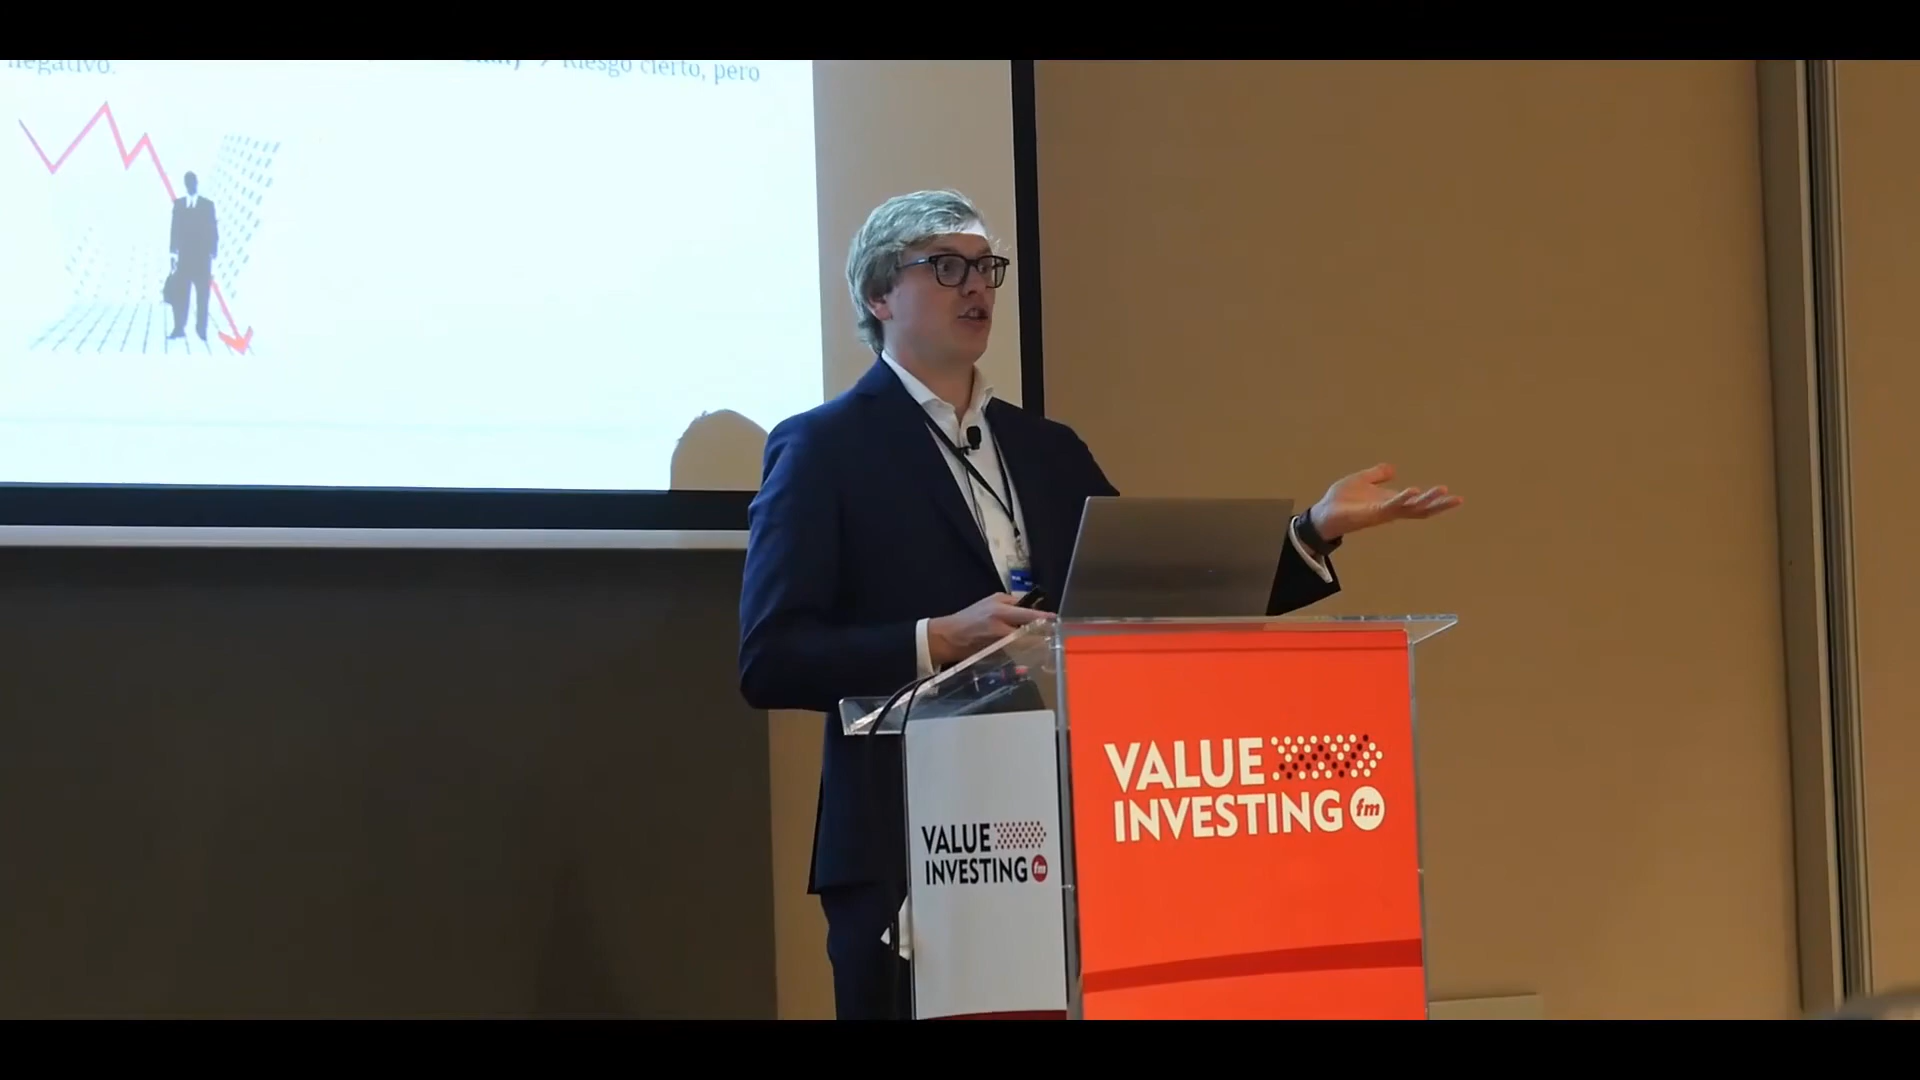 negativo.
Riesgo cierto, pero
VALUE
INVESTING fm
VALUE
INVESTING fm